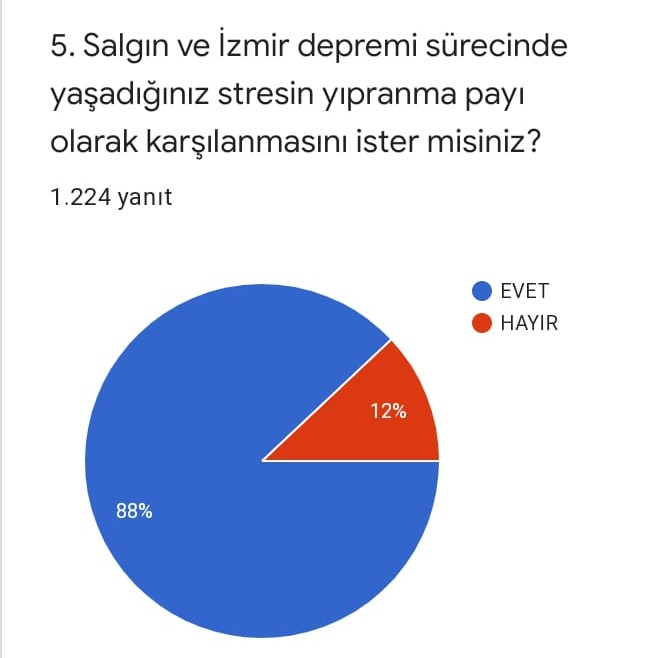 5. Salgın ve İzmir depremi sürecinde
yaşadığınız stresin yıpranma payı
olarak karşılanmasını ister misiniz?
1.224 yanıt
EVET
HAYIR
12%
88%